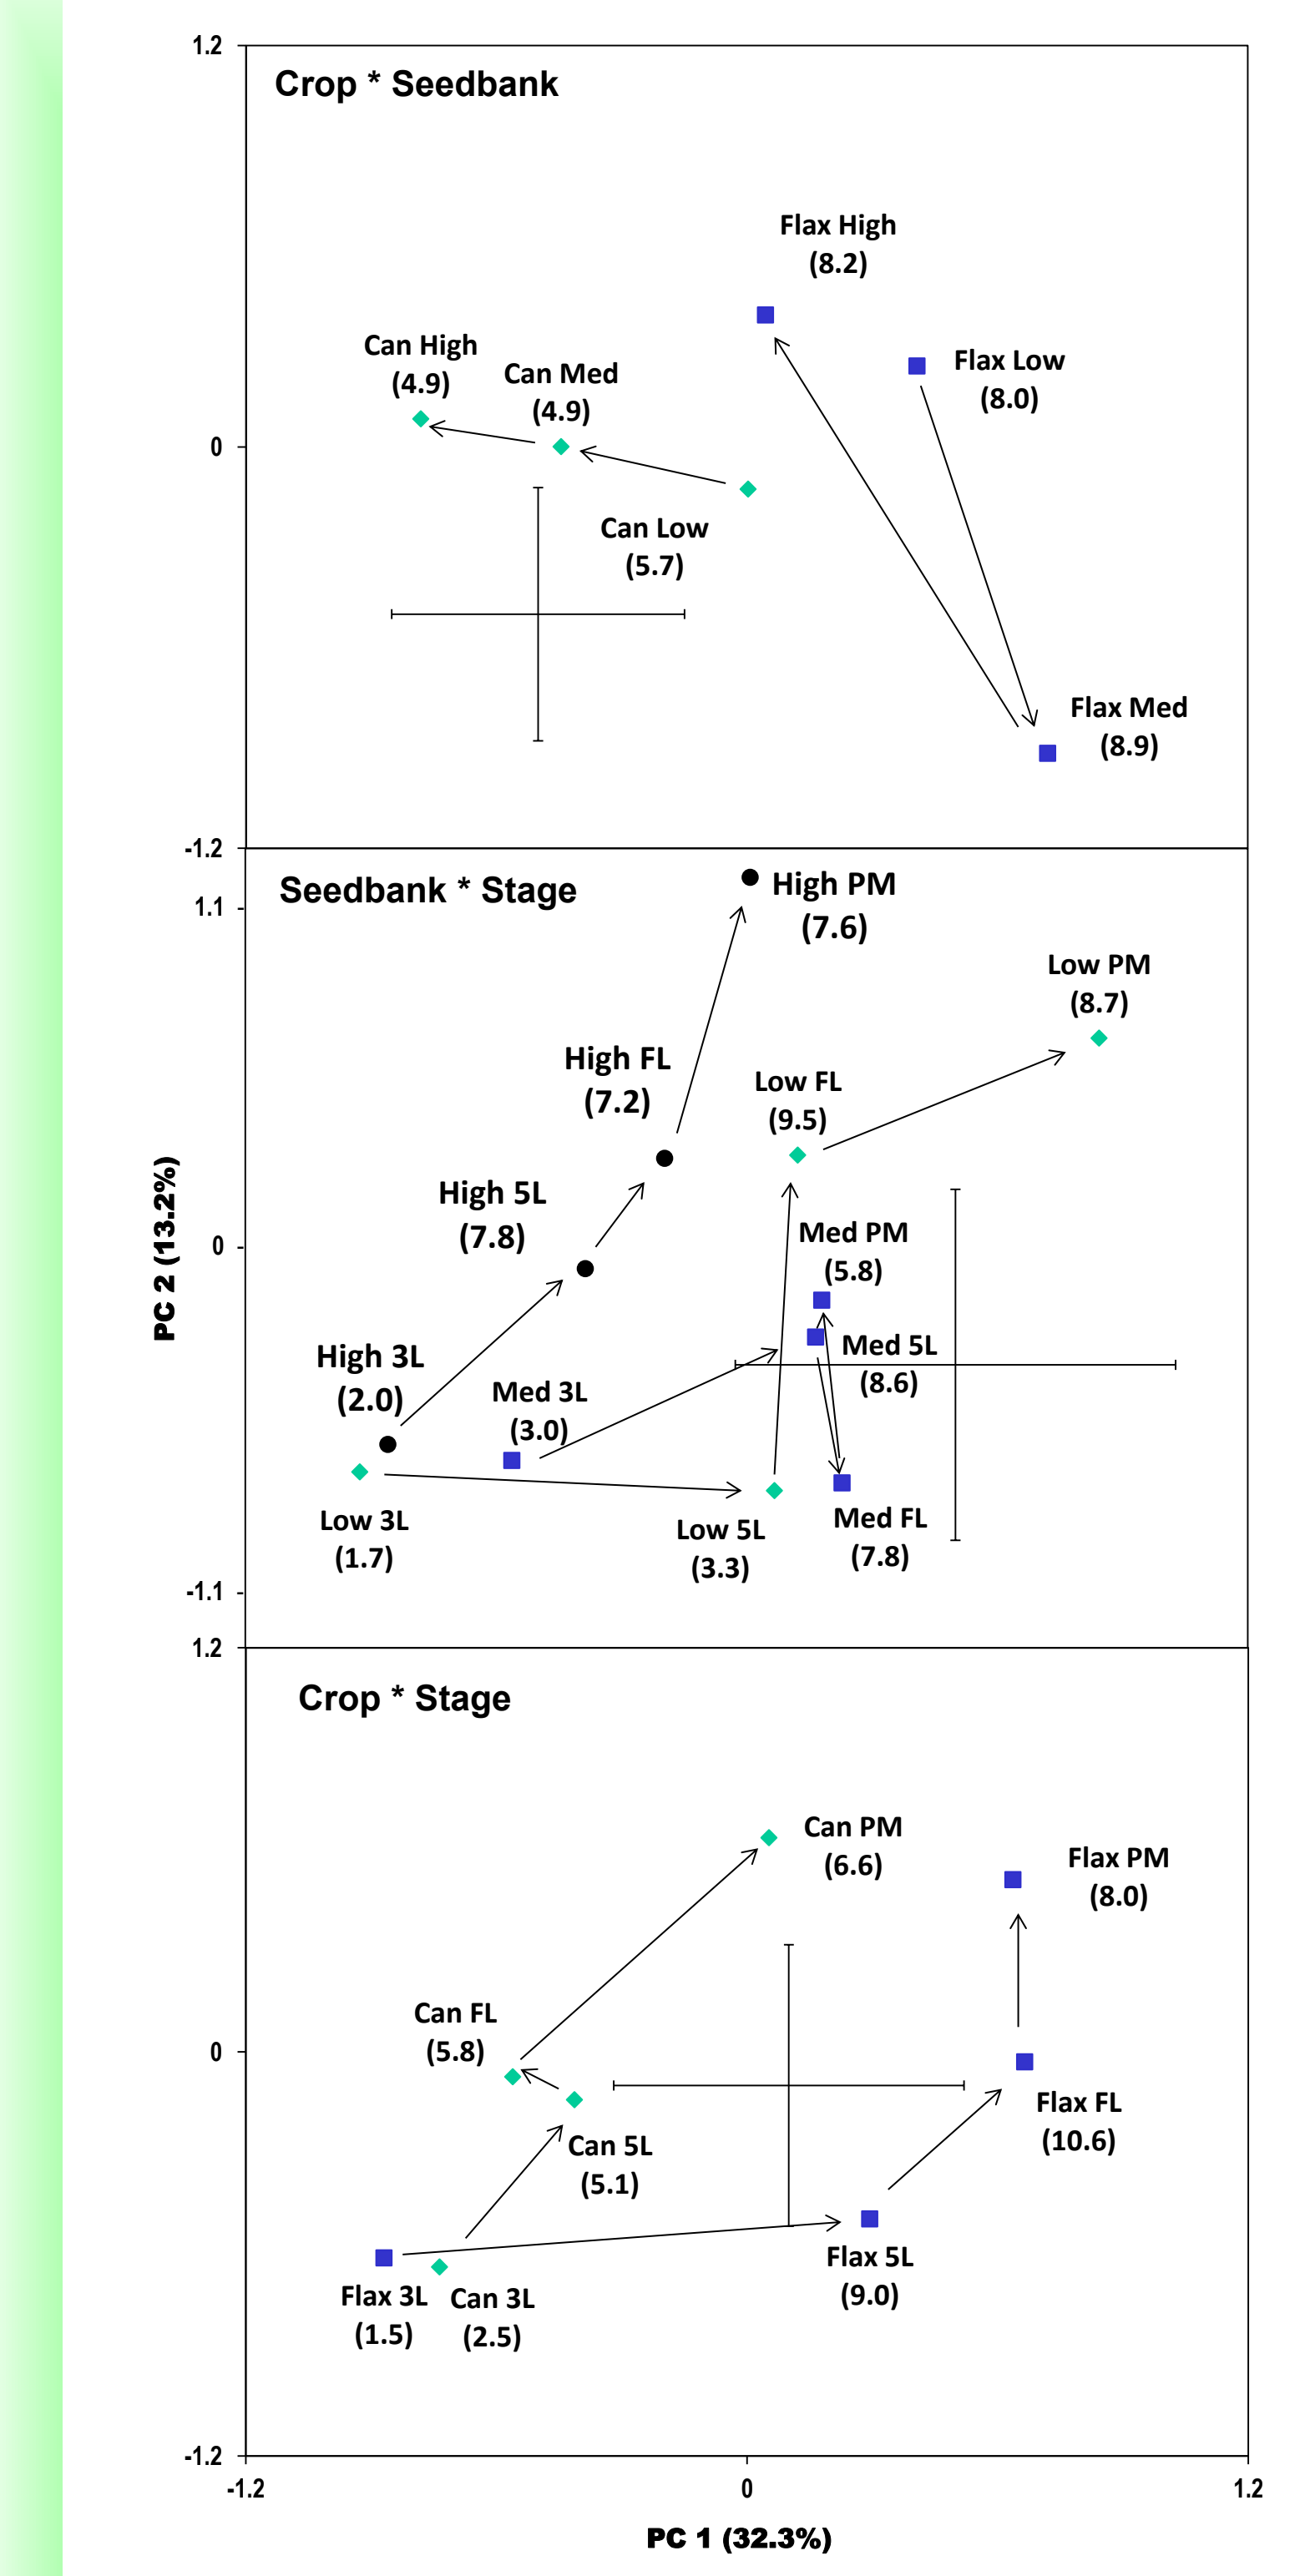 1.2
Crop * Seedbank
Flax High
(8.2)
Can High
(4.9)
Can Med
(4.9)
Flax Low
(8.0)
0
Can Low
(5.7)
Flax Med
(8.9)
-1.2
Seedbank * Stage
1.1
High PM
(7.6)
Low PM
(8.7)
High FL
(7.2)
Low FL
(9.5)
High 5L
(7.8)
Med PM
(5.8)
0
PC 2 (13.2%)
High 3L
(2.0)
Med 3L
(3.0)
Med 5L
(8.6)
Low 3L
(1.7)
Low 5L
(3.3)
Med FL
(7.8)
-1.1
1.2
Crop * Stage
Can PM
(6.6)
Flax PM
(8.0)
Can FL
(5.8)
0
Flax FL
(10.6)
Can 5L
(5.1)
Flax 5L
(9.0)
Flax 3L
(1.5)
Can 3L
(2.5)
-1.2
-1.2
0
1.2
PC 1 (32.3%)